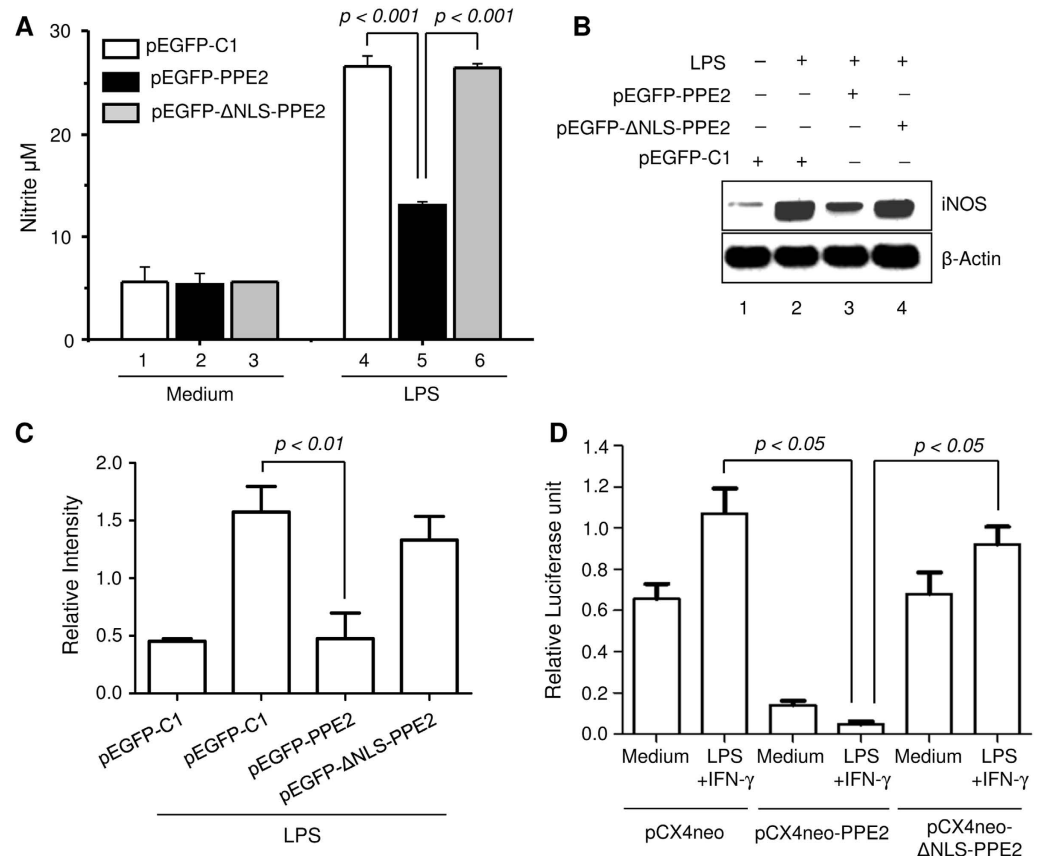 A
p < 0.001 p < 0.001
30
20
10
0
Nitrite µM
pEGFP-C1
pEGFP-PPE2
pEGFP-ΔNLS-PPE2
1 2 3 4 5 6
Medium LPS
B
LPS – + + +
pEGFP-PPE2 – – + –
pEGFP-ΔNLS-PPE2 – – – +
pEGFP-C1 + + – –
iNOS
β-Actin
1 2 3 4
C
p < 0.01
2.0
1.5
1.0
0.5
0.0
Relative Intensity
pEGFP-C1
pEGFP-C1
pEGFP-PPE2
pEGFP-ΔNLS-PPE2
LPS
D
p < 0.05 p < 0.05
1.4
1.2
1.0
0.8
0.6
0.4
0.2
0.0
Relative Luciferase unit
Medium LPS Medium LPS Medium LPS
+IFN-γ +IFN-γ +IFN-γ
pCX4neo pCX4neo-PPE2 pCX4neo-
ΔNLS-PPE2